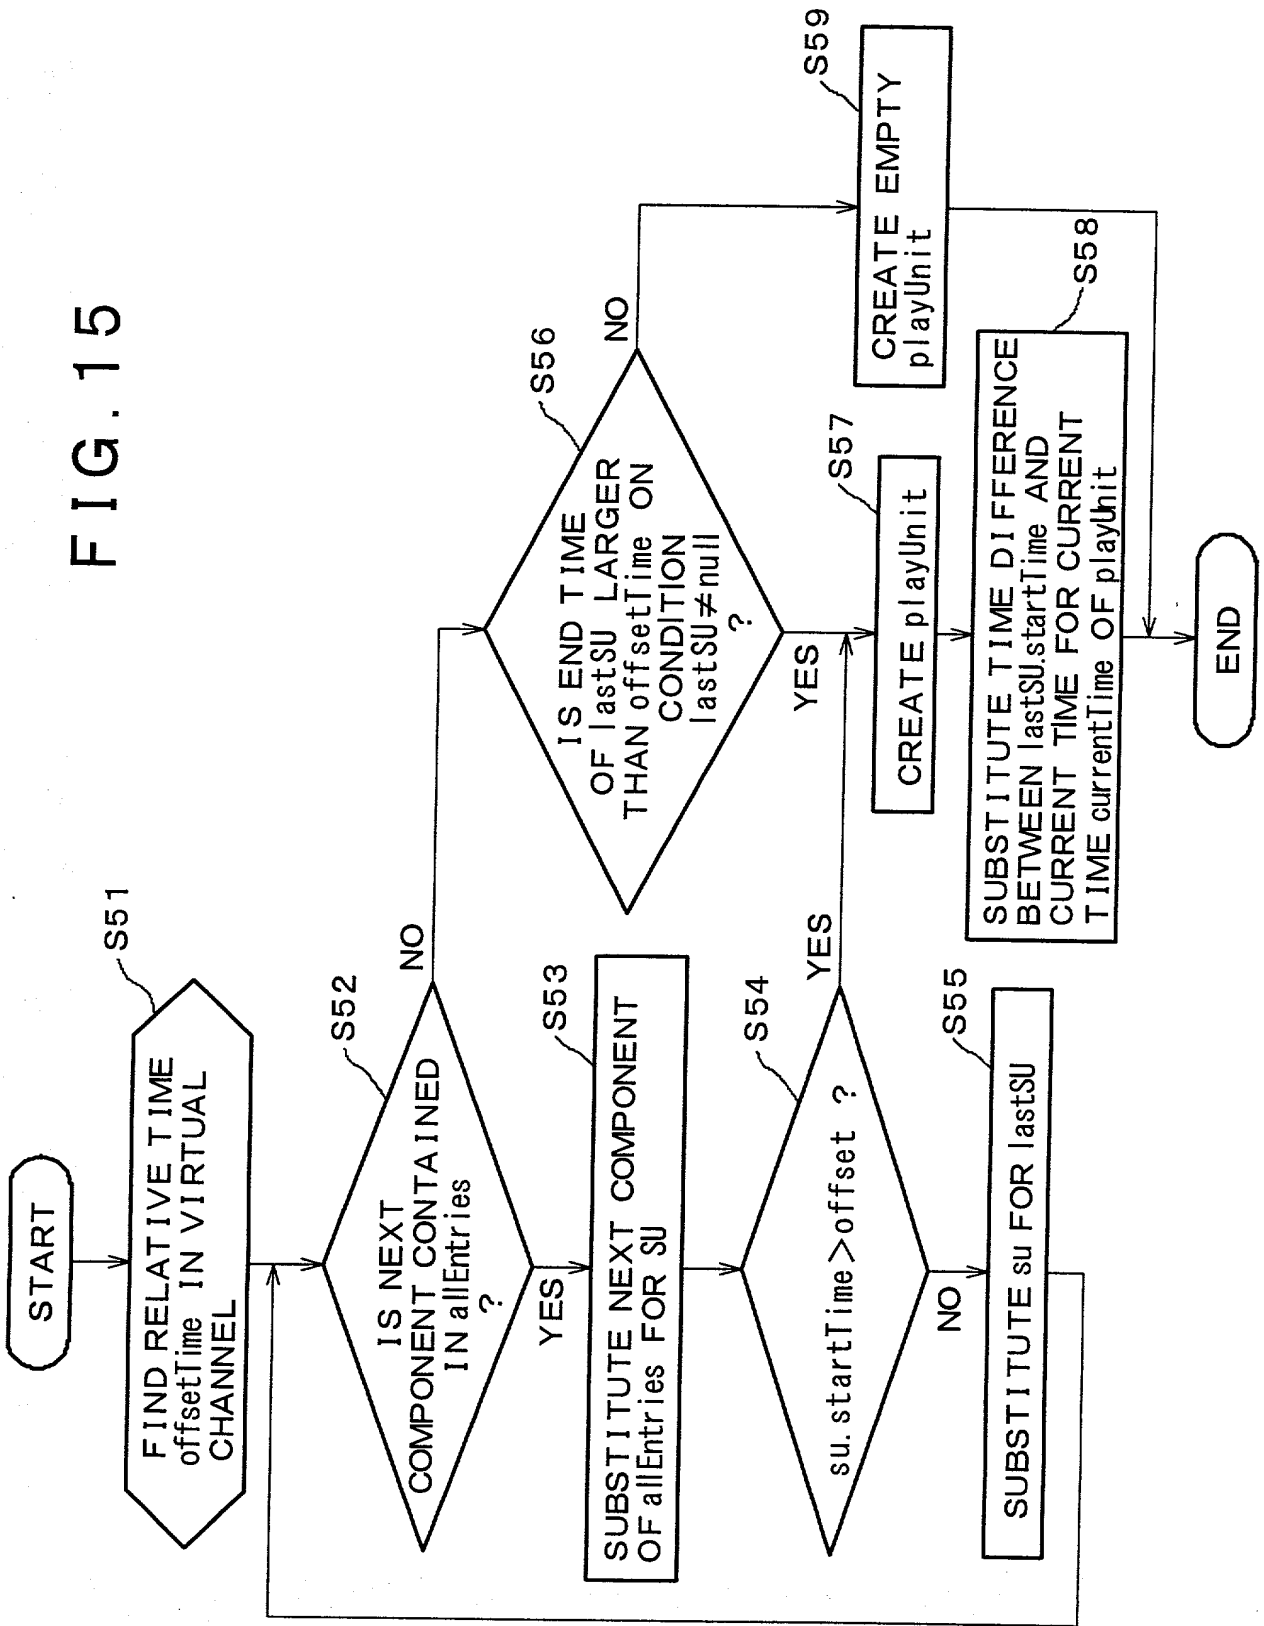 FIG.15
START
S51
FIND RELATIVE TIME
offsetTime IN VIRTUAL
CHANNEL
S52
IS NEXT
COMPONENT CONTAINED
IN allEntries
?
NO
YES
S53
SUBSTITUTE NEXT COMPONENT
OF allEntries FOR SU
S54
su.startTime>offset ?
YES
NO
S55
SUBSTITUTE su FOR lastSU
S56
IS END TIME
OF lastSU LARGER
THAN offsetTime ON
CONDITION
lastSU≠null
?
NO
YES
S57
CREATE playUnit
S58
SUBSTITUTE TIME DIFFERENCE
BETWEEN lastSU.startTime AND
CURRENT TIME FOR CURRENT
TIME currentTime OF playUnit
S59
CREATE EMPTY
playUnit
END